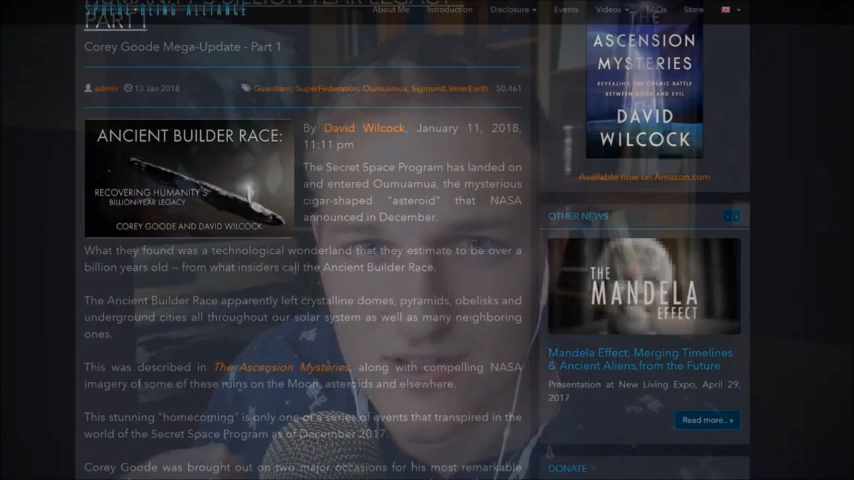 SPHERE BEING ALLIANCE
About Me Introduction Disclosure Events Videos FAQs Store
HUMANITY'S BILLION YEAR LEGACY
PART 1
Corey Goode Mega-Update - Part 1
admin 13 Jan 2018 Guardians, SuperFederation, Oumuamua, Sigmund, InnerEarth 50,461
ANCIENT BUILDER RACE:
RECOVERING HUMANITY'S
BILLION-YEAR LEGACY
COREY GOODE AND DAVID WILCOCK
By David Wilcock, January 11, 2018,
11:11 pm
The Secret Space Program has landed on
and entered Oumuamua, the mysterious
cigar-shaped "asteroid" that NASA
announced in December.
What they found was a technological wonderland that they estimate to be over a
billion years old -- from what insiders call the Ancient Builder Race.
The Ancient Builder Race apparently left crystalline domes, pyramids, obelisks and
underground cities all throughout our solar system as well as many neighboring
ones.
This was described in The Ascension Mysteries, along with compelling NASA
imagery of some of these ruins on the Moon, asteroids and elsewhere.
This stunning "homecoming" is only one of a series of events that transpired in the
world of the Secret Space Program as of December 2017.
Corey Goode was brought out on two major occasions for his most remarkable
THE
ASCENSION
MYSTERIES
REVEALING THE COSMIC BATTLE
BETWEEN GOOD AND EVIL
DAVID
WILCOCK
Available now on Amazon.com
OTHER NEWS
THE
MANDELA
EFFECT
Mandela Effect, Merging Timelines
& Ancient Aliens from the Future
Presentation at New Living Expo, April 29,
2017
Read more.. »
DONATE